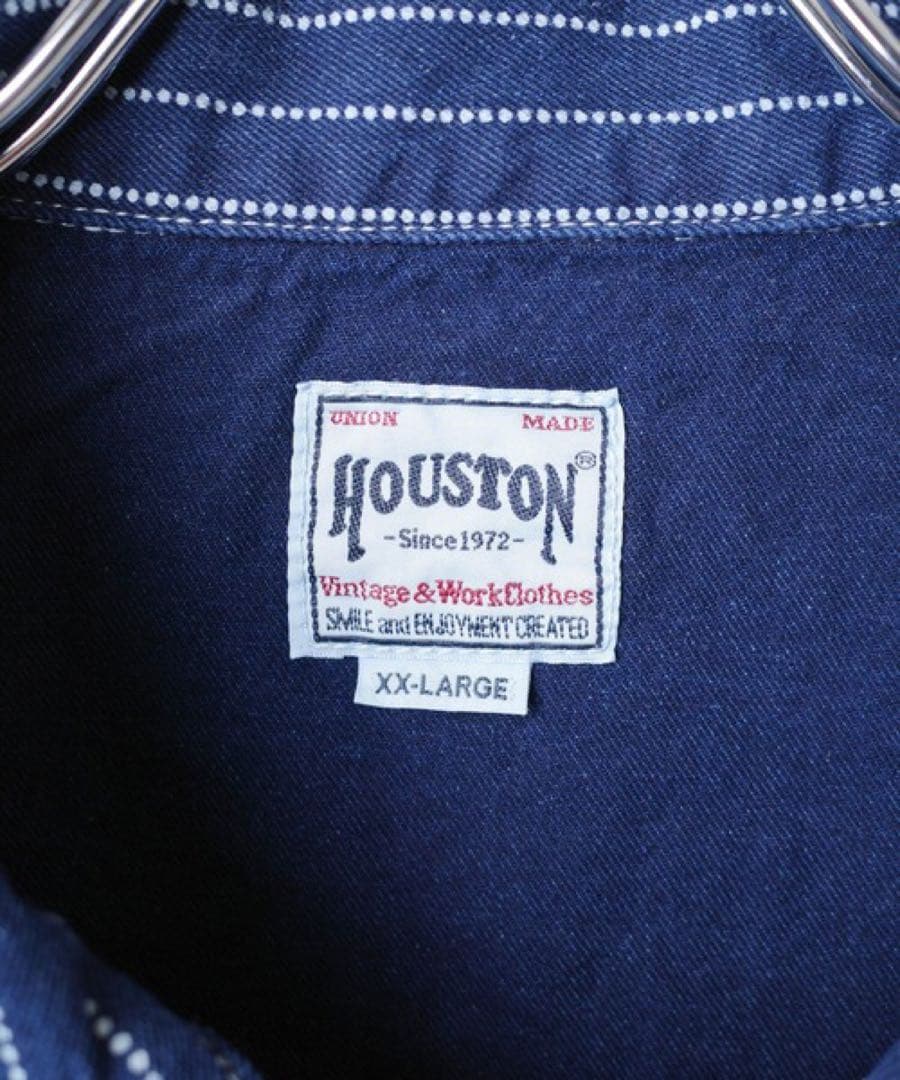 UNION MADE
HOUSTON®
-Since1972-
Vintage & WorkClothes
SMILE and ENJOYMENT CREATED
XX-LARGE